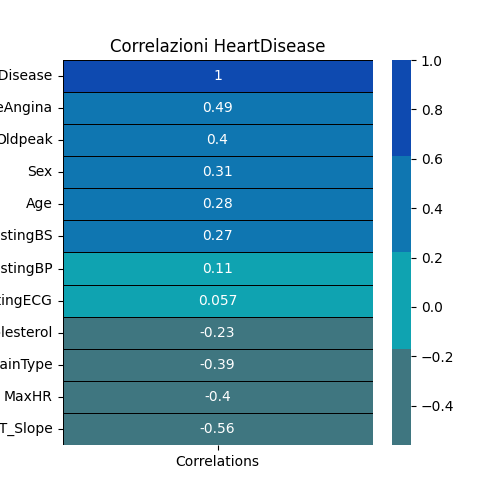 Correlazioni HeartDisease
Disease 1
eAngina 0.49
Oldpeak 0.4
Sex 0.31
Age 0.28
stingBS 0.27
stingBP 0.11
tingECG 0.057
olesterol -0.23
ainType -0.39
MaxHR -0.4
T_Slope -0.56
Correlations
1.0
0.8
0.6
0.4
0.2
0.0
−0.2
−0.4